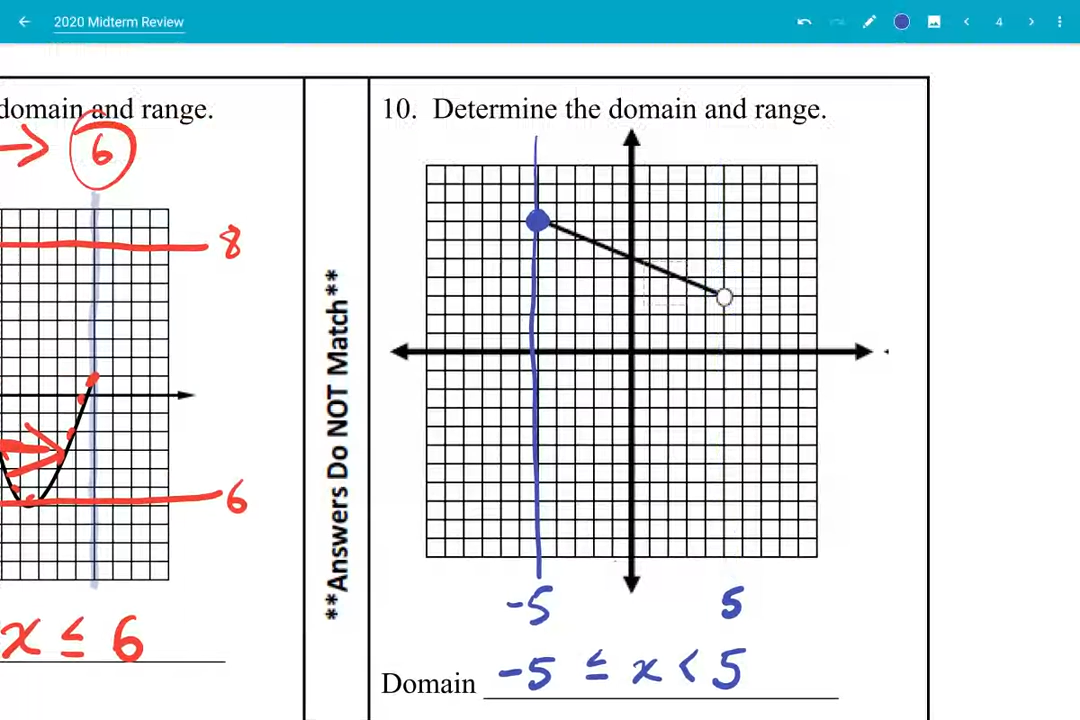 2020 Midterm Review
4
domain and range.
6
8
6
x ≤ 6
**Answers Do NOT Match**
10. Determine the domain and range.
-5 5
Domain -5 ≤ x < 5